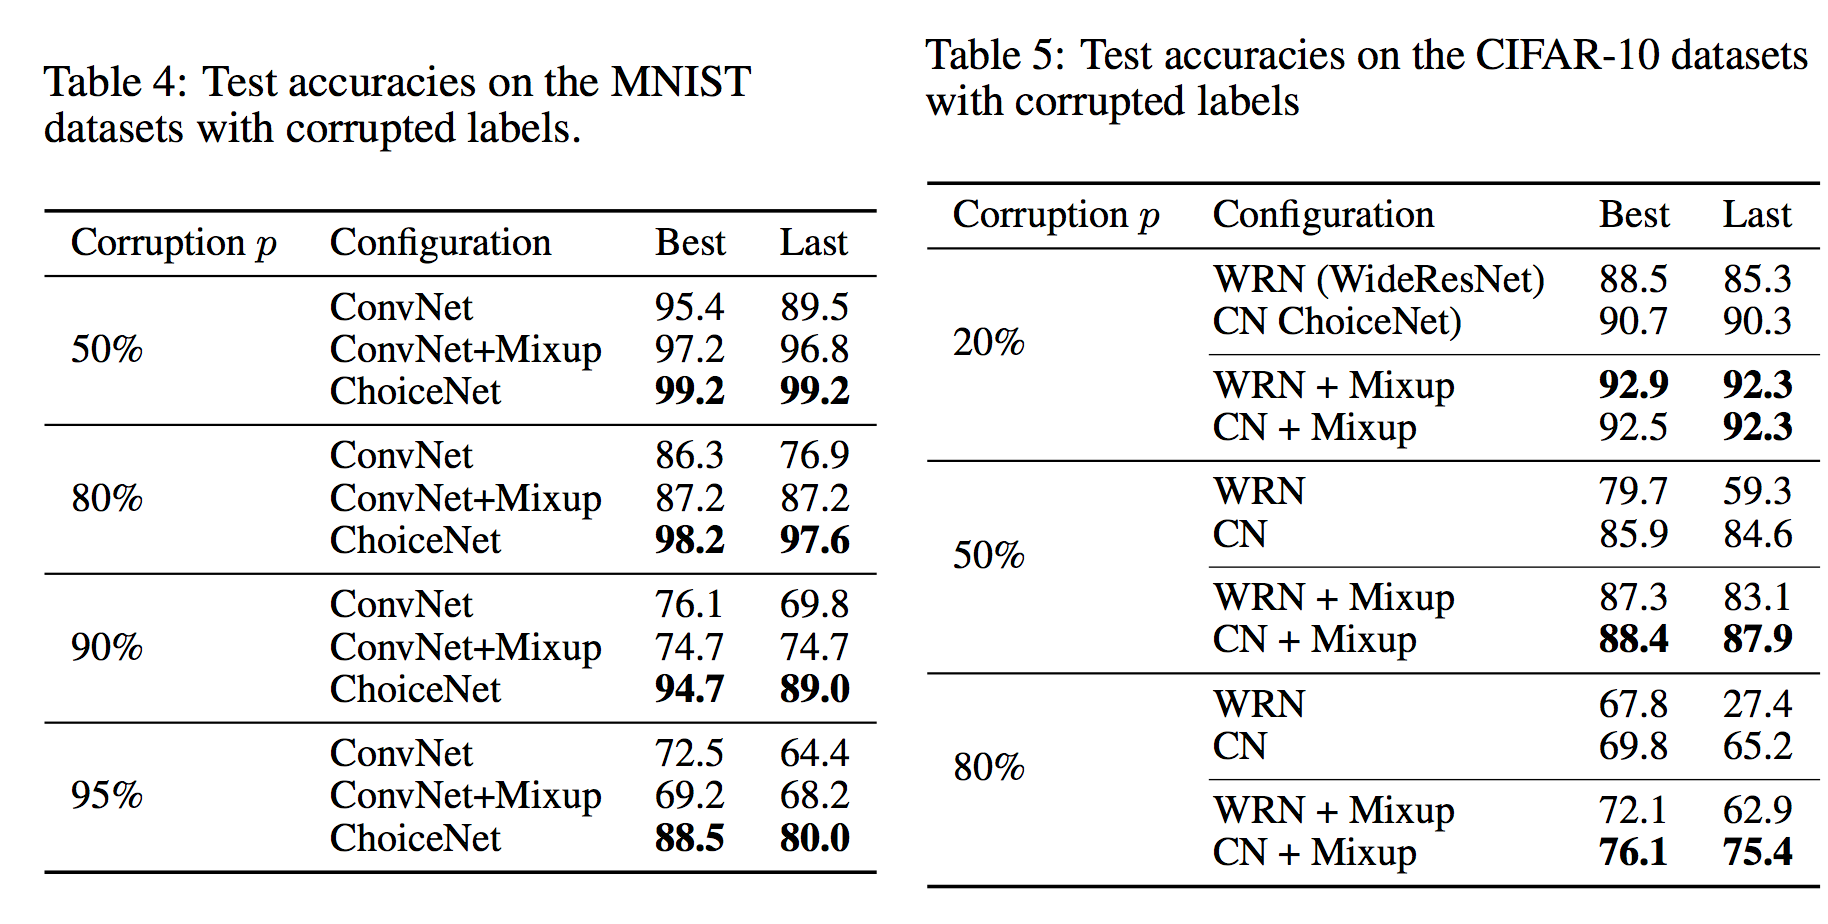 Table 4: Test accuracies on the MNIST
datasets with corrupted labels.
Corruption p Configuration Best Last
50%
ConvNet 95.4 89.5
ConvNet+Mixup 97.2 96.8
ChoiceNet 99.2 99.2
80%
ConvNet 86.3 76.9
ConvNet+Mixup 87.2 87.2
ChoiceNet 98.2 97.6
90%
ConvNet 76.1 69.8
ConvNet+Mixup 74.7 74.7
ChoiceNet 94.7 89.0
95%
ConvNet 72.5 64.4
ConvNet+Mixup 69.2 68.2
ChoiceNet 88.5 80.0
Table 5: Test accuracies on the CIFAR-10 datasets
with corrupted labels
Corruption p Configuration Best Last
20%
WRN (WideResNet) 88.5 85.3
CN ChoiceNet) 90.7 90.3
WRN + Mixup 92.9 92.3
CN + Mixup 92.5 92.3
50%
WRN 79.7 59.3
CN 85.9 84.6
WRN + Mixup 87.3 83.1
CN + Mixup 88.4 87.9
80%
WRN 67.8 27.4
CN 69.8 65.2
WRN + Mixup 72.1 62.9
CN + Mixup 76.1 75.4